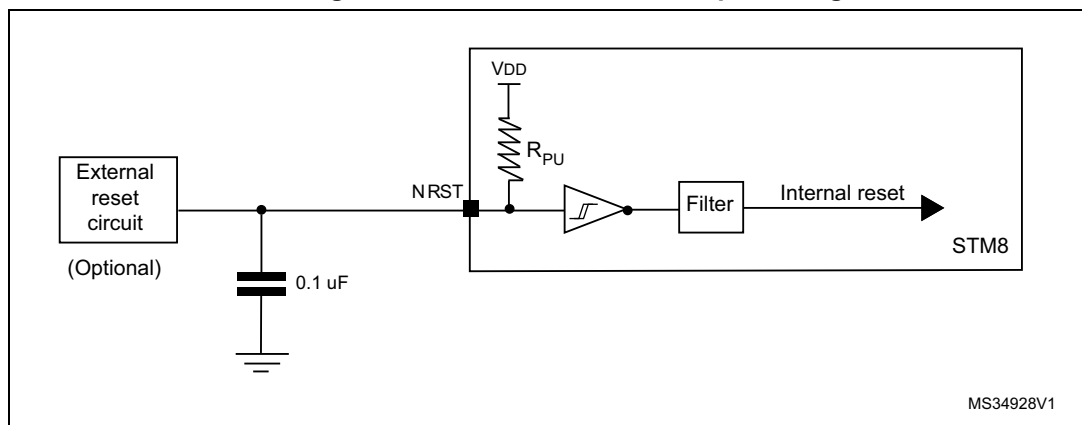 VDD
RPU
External
reset
circuit
(Optional)
NRST
Filter
Internal reset
STM8
0.1 uF
MS34928V1